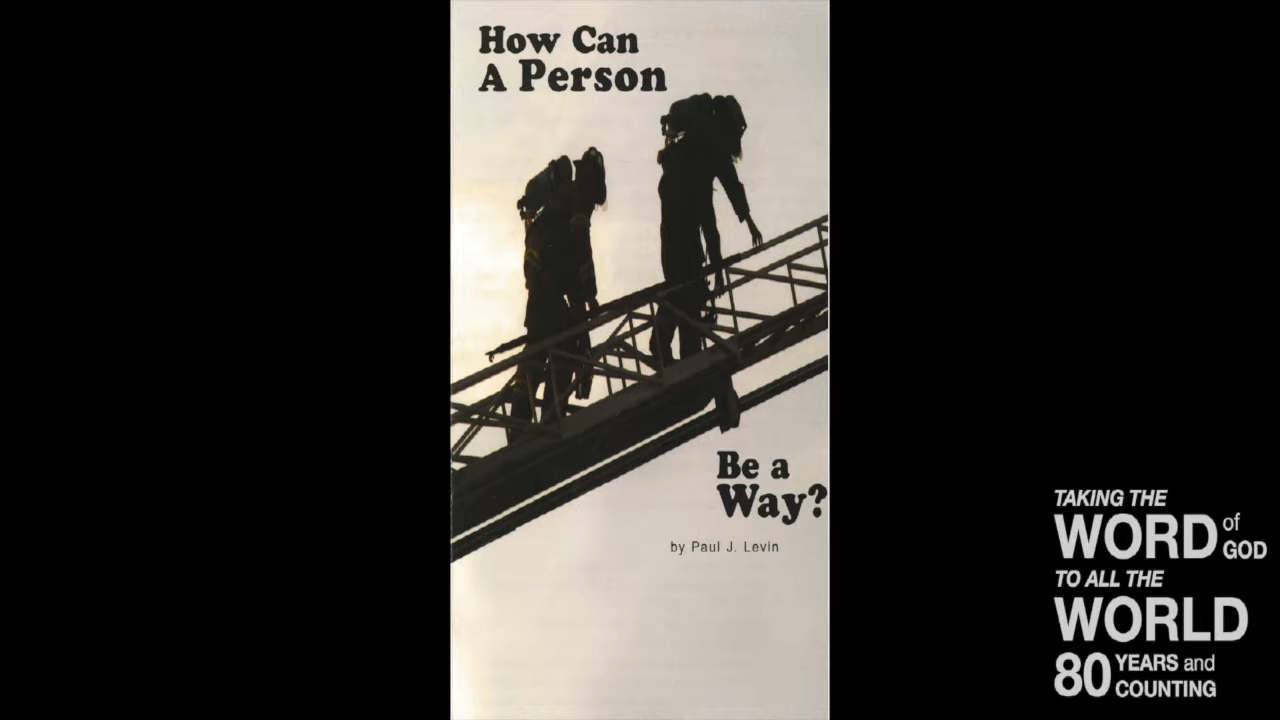 How Can
A Person
Be a
Way?
by Paul J. Levin
TAKING THE
WORD of GOD
TO ALL THE
WORLD
80 YEARS and
COUNTING